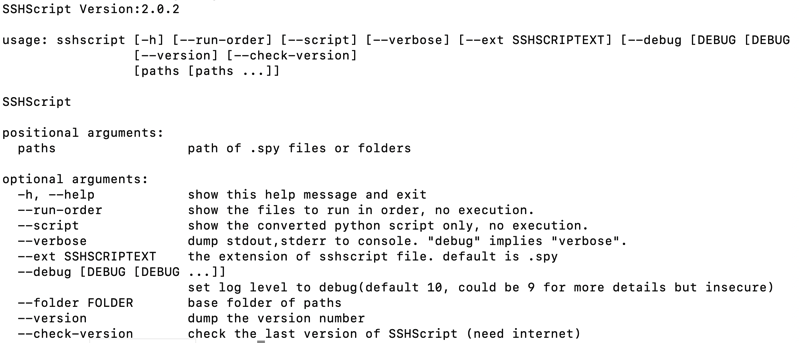 SSHScript Version:2.0.2
usage: sshscript [-h] [--run-order] [--script] [--verbose] [--ext SSHSCRIPTEXT] [--debug [DEBUG [DEBUG
[--version] [--check-version]
[paths [paths ...]]
SSHScript
positional arguments:
paths path of .spy files or folders
optional arguments:
-h, --help show this help message and exit
--run-order show the files to run in order, no execution.
--script show the converted python script only, no execution.
--verbose dump stdout,stderr to console. "debug" implies "verbose".
--ext SSHSCRIPTEXT the extension of sshscript file. default is .spy
--debug [DEBUG [DEBUG ...]]
set log level to debug(default 10, could be 9 for more details but insecure)
--folder FOLDER base folder of paths
--version dump the version number
--check-version check the last version of SSHScript (need internet)